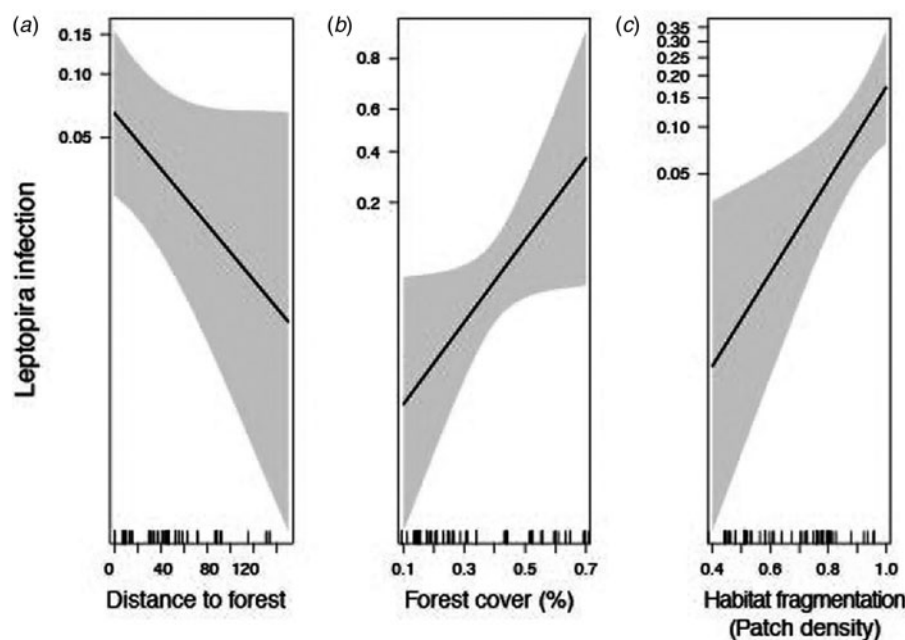 (a)
0.15
0.10
0.05
Leptopira infection
0 40 80 120
Distance to forest
(b)
0.8
0.6
0.4
0.2
0.1 0.3 0.5 0.7
Forest cover (%)
(c)
0.35
0.30
0.25
0.20
0.15
0.10
0.05
0.4 0.6 0.8 1.0
Habitat fragmentation
(Patch density)